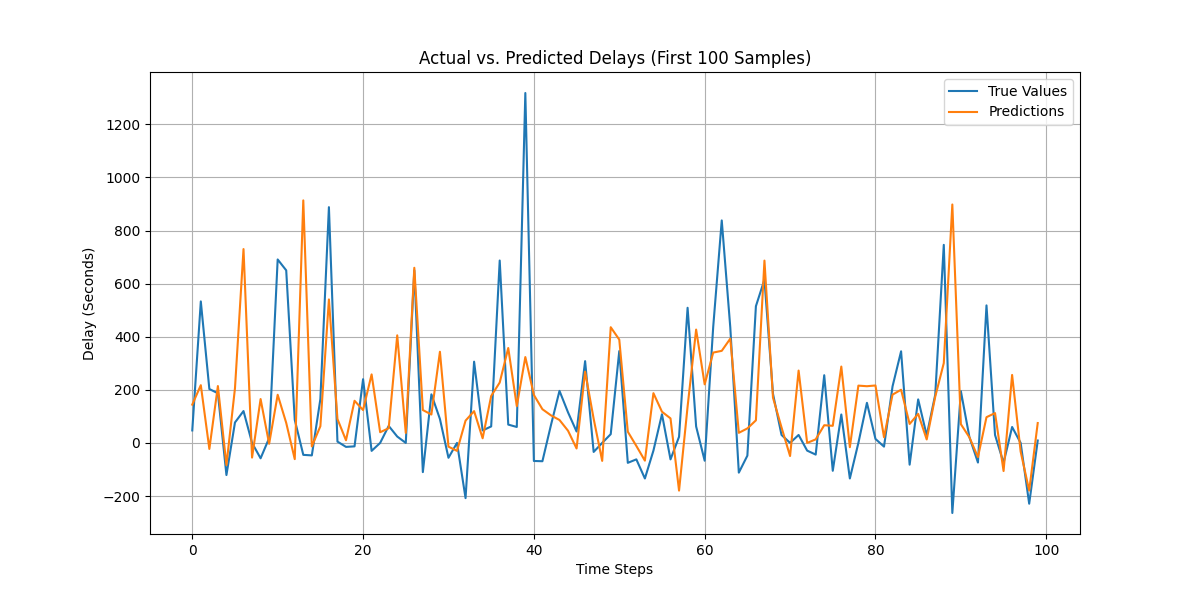 Actual vs. Predicted Delays (First 100 Samples)
True Values
Predictions
1200
1000
800
600
400
200
0
−200
Delay (Seconds)
0 20 40 60 80 100
Time Steps